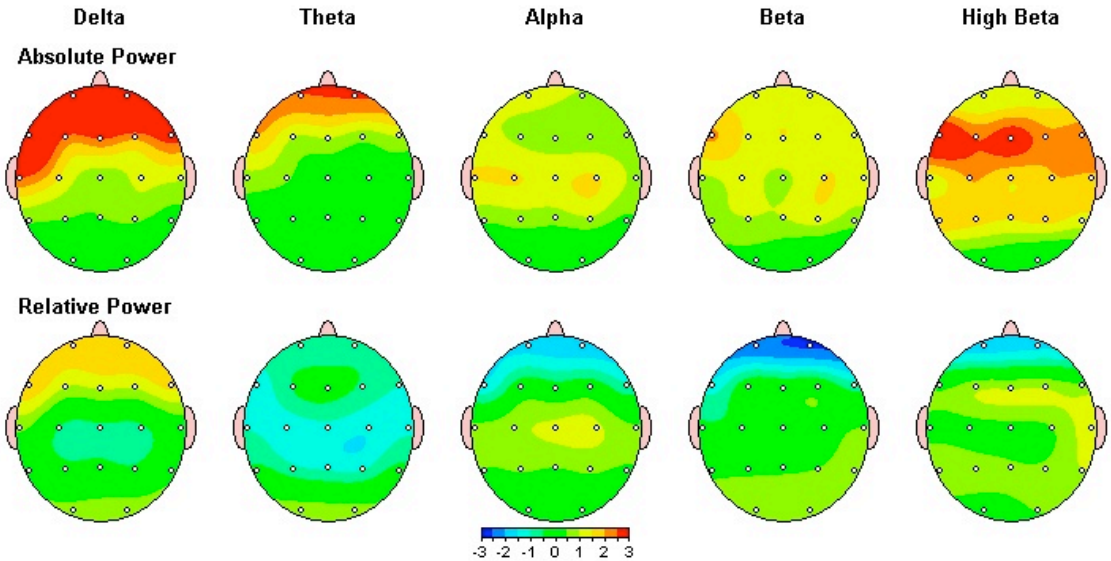 Delta Theta Alpha Beta High Beta
Absolute Power
Relative Power
-3 -2 -1 0 1 2 3